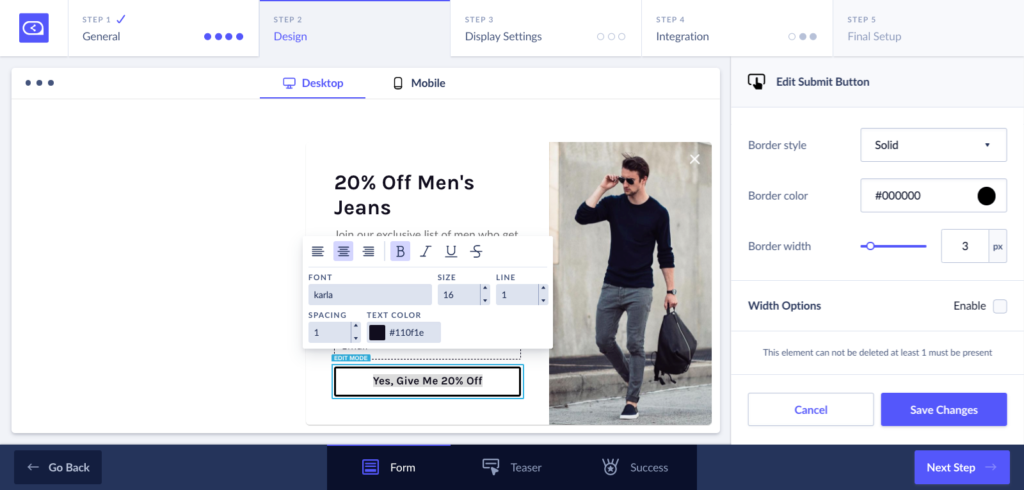 STEP 1
General
STEP 2
Design
STEP 3
Display Settings
STEP 4
Integration
STEP 5
Final Setup
Desktop
Mobile
20% Off Men's
Jeans
Join our exclusive list of men who get
FONT
SIZE
LINE
karla
16
1
SPACING
TEXT COLOR
1
#110f1e
EDIT MODE
Yes, Give Me 20% Off
Edit Submit Button
Border style
Solid
Border color
#000000
Border width
3
px
Width Options
Enable
This element can not be deleted at least 1 must be present
Cancel
Save Changes
Go Back
Form
Teaser
Success
Next Step